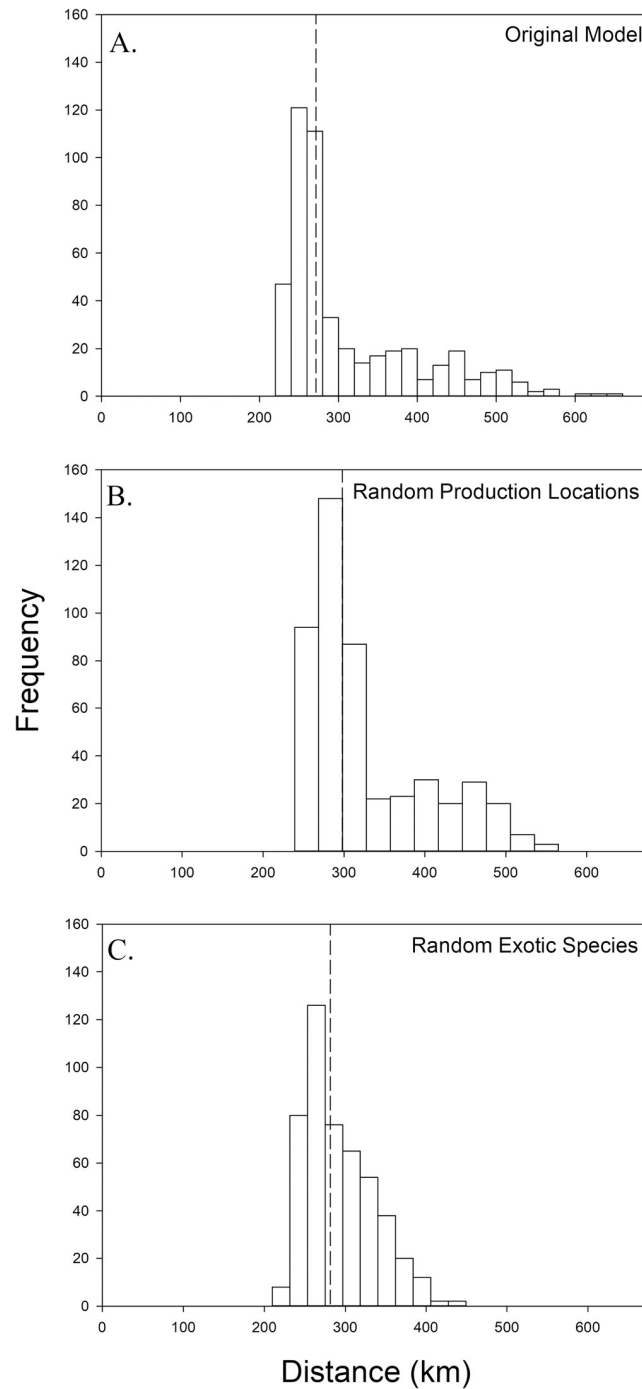 A.
Original Model
160
140
120
100
80
60
40
20
0
0 100 200 300 400 500 600
B.
Random Production Locations
160
140
120
100
80
60
40
20
0
0 100 200 300 400 500 600
Frequency
C.
Random Exotic Species
160
140
120
100
80
60
40
20
0
0 100 200 300 400 500 600
Distance (km)